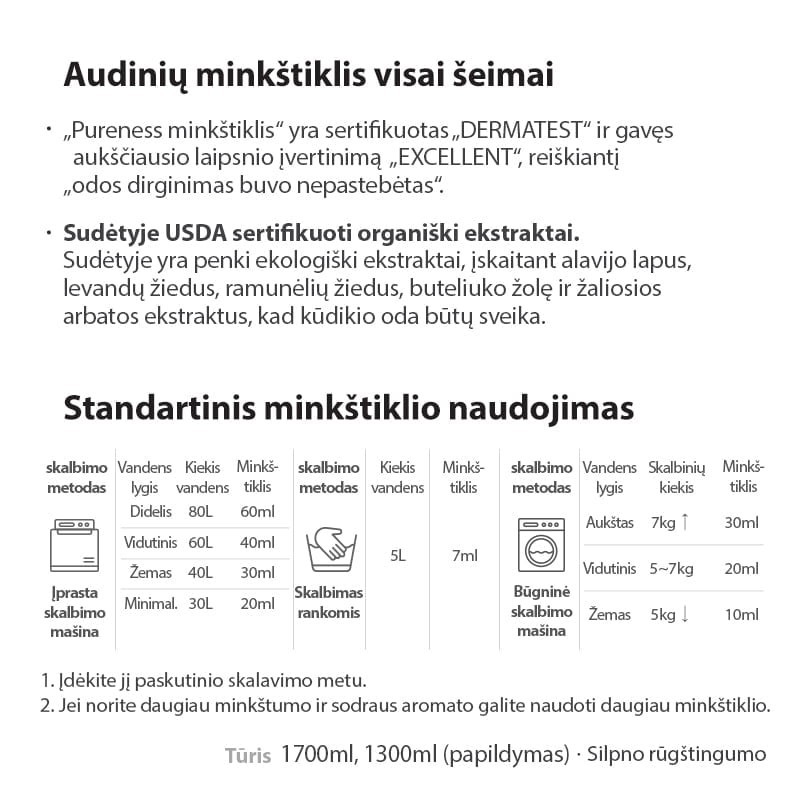 Audinių minkštiklis visai šeimai
· „Pureness minkštiklis“ yra sertifikuotas „DERMATEST“ ir gavęs
aukščiausio laipsnio įvertinimą „EXCELLENT“, reiškiantį
„odos dirginimas buvo nepastebėtas“.
· Sudėtyje USDA sertifikuoti organiški ekstraktai.
Sudėtyje yra penki ekologiški ekstraktai, įskaitant alavijo lapus,
levandų žiedus, ramunėlių žiedus, buteliuko žolę ir žaliosios
arbatos ekstraktus, kad kūdikio oda būtų sveika.
Standartinis minkštiklio naudojimas
skalbimo metodas
Įprasta skalbimo mašina
Vandens lygis Kiekis vandens Minkš-tiklis
Didelis 80L 60ml
Vidutinis 60L 40ml
Žemas 40L 30ml
Minimal. 30L 20ml
skalbimo metodas
Skalbimas rankomis
Kiekis vandens Minkš-tiklis
5L 7ml
skalbimo metodas
Būgninė skalbimo mašina
Vandens lygis Skalbinių kiekis Minkš-tiklis
Aukštas 7kg ↑ 30ml
Vidutinis 5~7kg 20ml
Žemas 5kg ↓ 10ml
1. Įdėkite jį paskutinio skalavimo metu.
2. Jei norite daugiau minkštumo ir sodraus aromato galite naudoti daugiau minkštiklio.
Tūris 1700ml, 1300ml (papildymas) · Silpno rūgštingumo